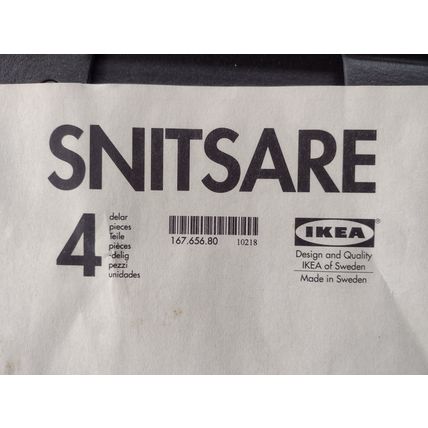 SNITSARE
4
delar
pieces
Teile
pièces
-delig
pezzi
unidades
167.656.80 10218
IKEA®
Design and Quality
IKEA of Sweden
Made in Sweden